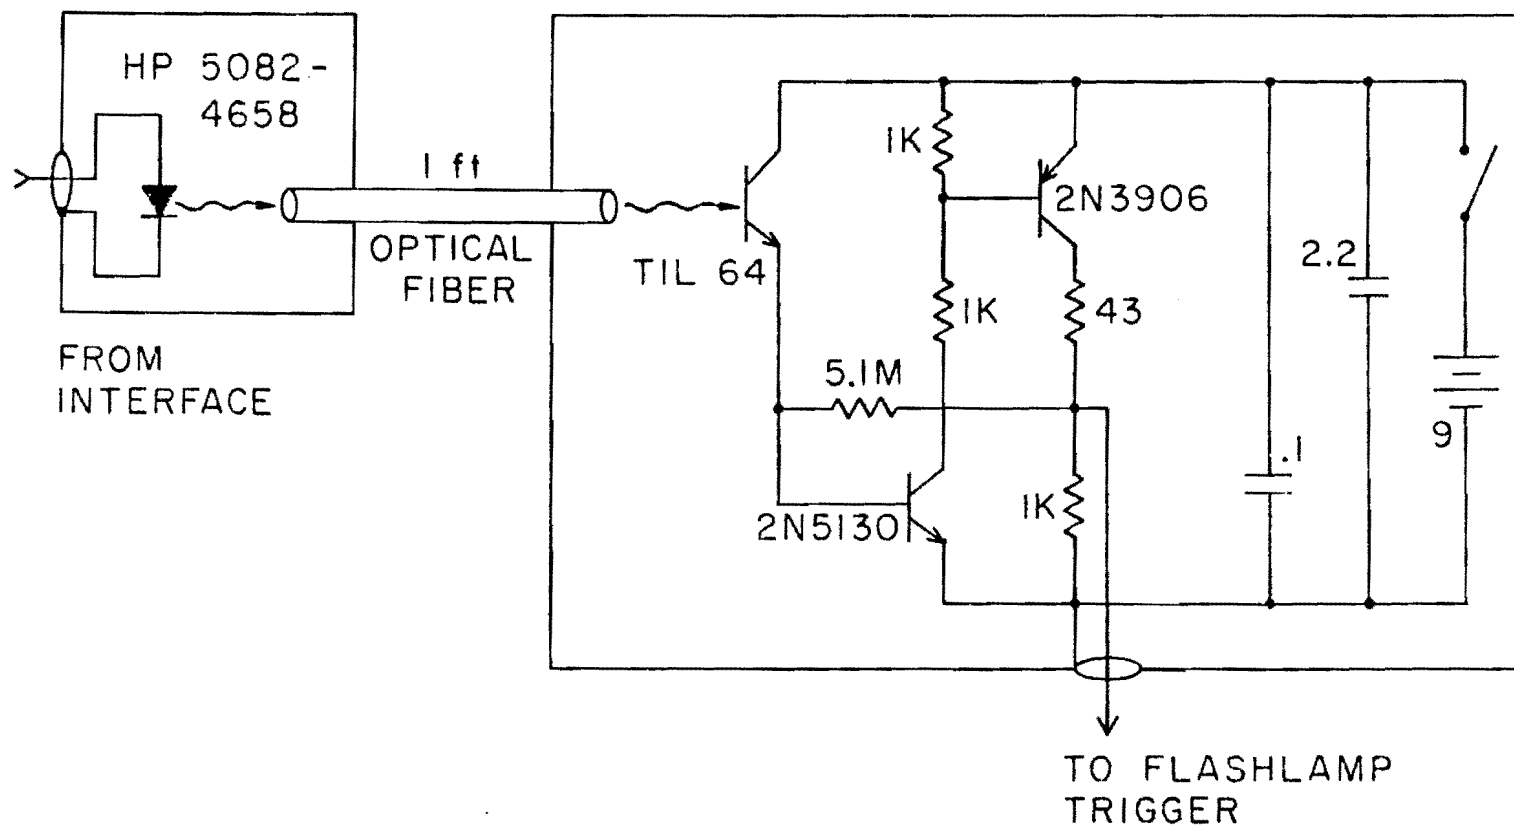 HP 5082-
4658
1 ft
OPTICAL
FIBER
FROM
INTERFACE
TIL 64
1K
2N3906
1K
43
5.1M
2N5130
1K
2.2
.1
9
TO FLASHLAMP
TRIGGER